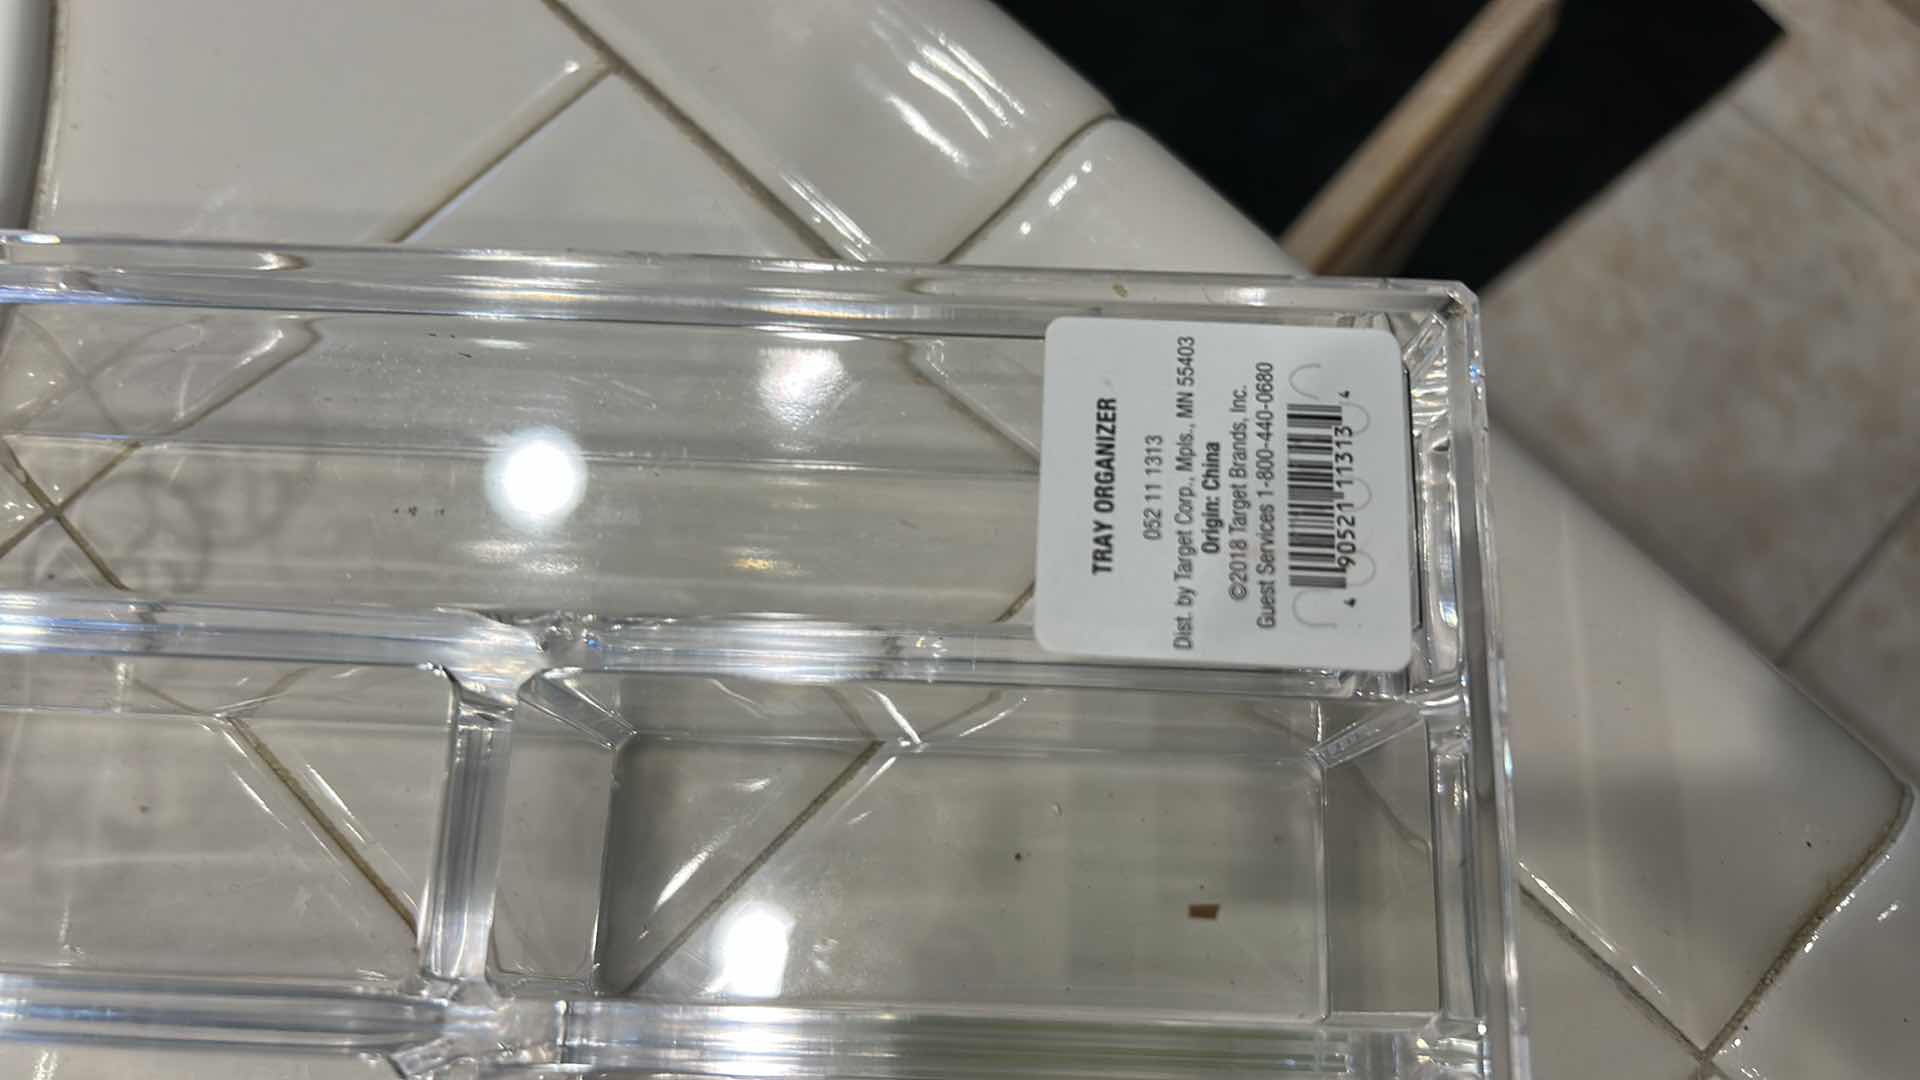 TRAY ORGANIZER
052 11 1313
Dist. by Target Corp., Mpls., MN 55403
Origin: China
©2018 Target Brands, Inc.
Guest Services 1-800-440-0680
4 90521 11313 4